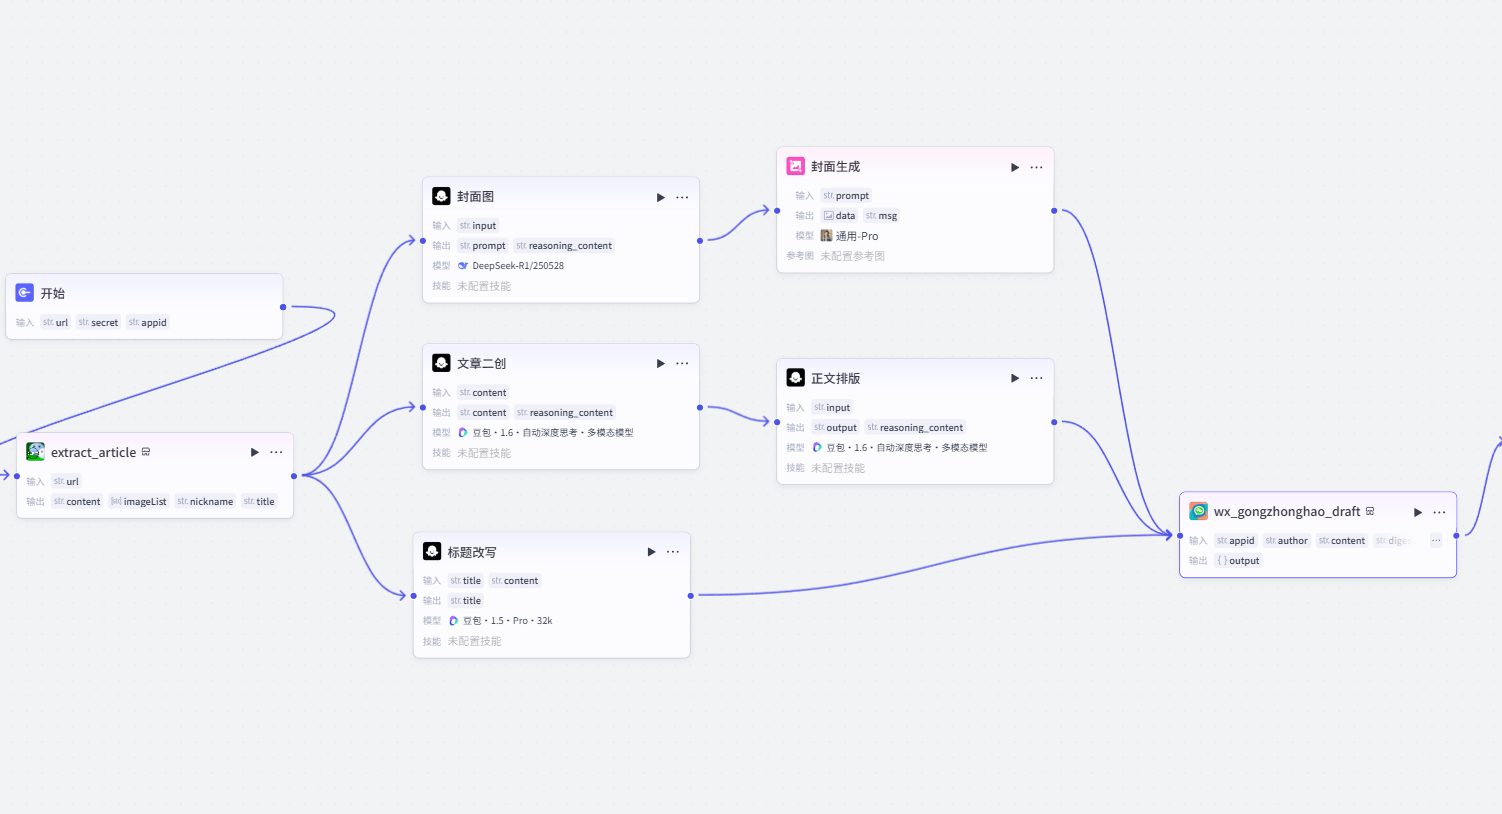 开始
输入 str. url str. secret str. appid
extract_article
输入 str. url
输出 str. content imageList str. nickname str. title
封面图
输入 str. input
输出 str. prompt str. reasoning_content
模型 DeepSeek-R1/250528
技能 未配置技能
文章二创
输入 str. content
输出 str. content str. reasoning_content
模型 豆包·1.6·自动深度思考·多模态模型
技能 未配置技能
标题改写
输入 str. title str. content
输出 str. title
模型 豆包·1.5·Pro·32k
技能 未配置技能
封面生成
输入 str. prompt
输出 data str. msg
模型 通用-Pro
参考图 未配置参考图
正文排版
输入 str. input
输出 str. output str. reasoning_content
模型 豆包·1.6·自动深度思考·多模态模型
技能 未配置技能
wx_gongzhonghao_draft
输入 str. appid str. author str. content str. ...
输出 { } output